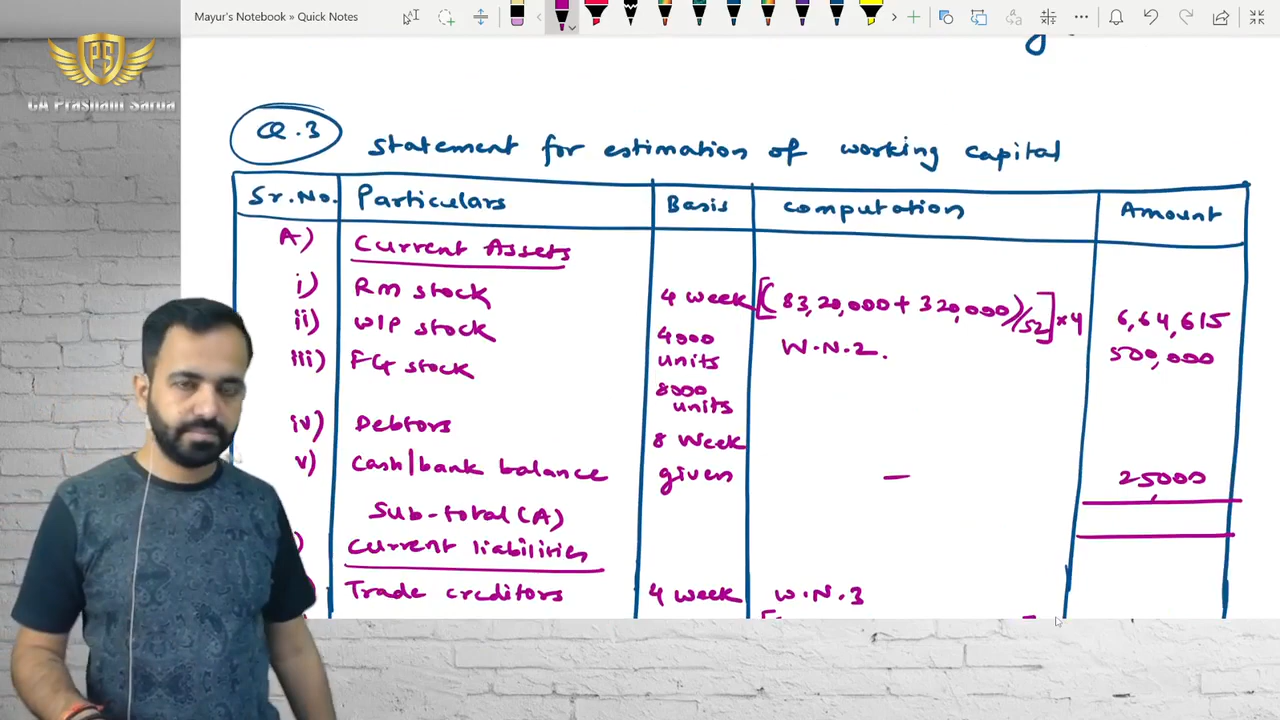 Mayur's Notebook » Quick Notes
PS
CA Prashant Sarda
Q.3 Statement for estimation of working capital
Sr.No. Particulars Basis Computation Amount
A) Current Assets
i) Rm stock 4 week [(83,20,000 + 320,000)/52] × 4 6,64,615
ii) WIP stock 4000 units W.N.2. 500,000
iii) FG stock 8000 units
iv) Debtors 8 Week
v) Cash/bank balance given — 25000
Sub-total (A)
Current liabilities
Trade creditors 4 week W.N.3